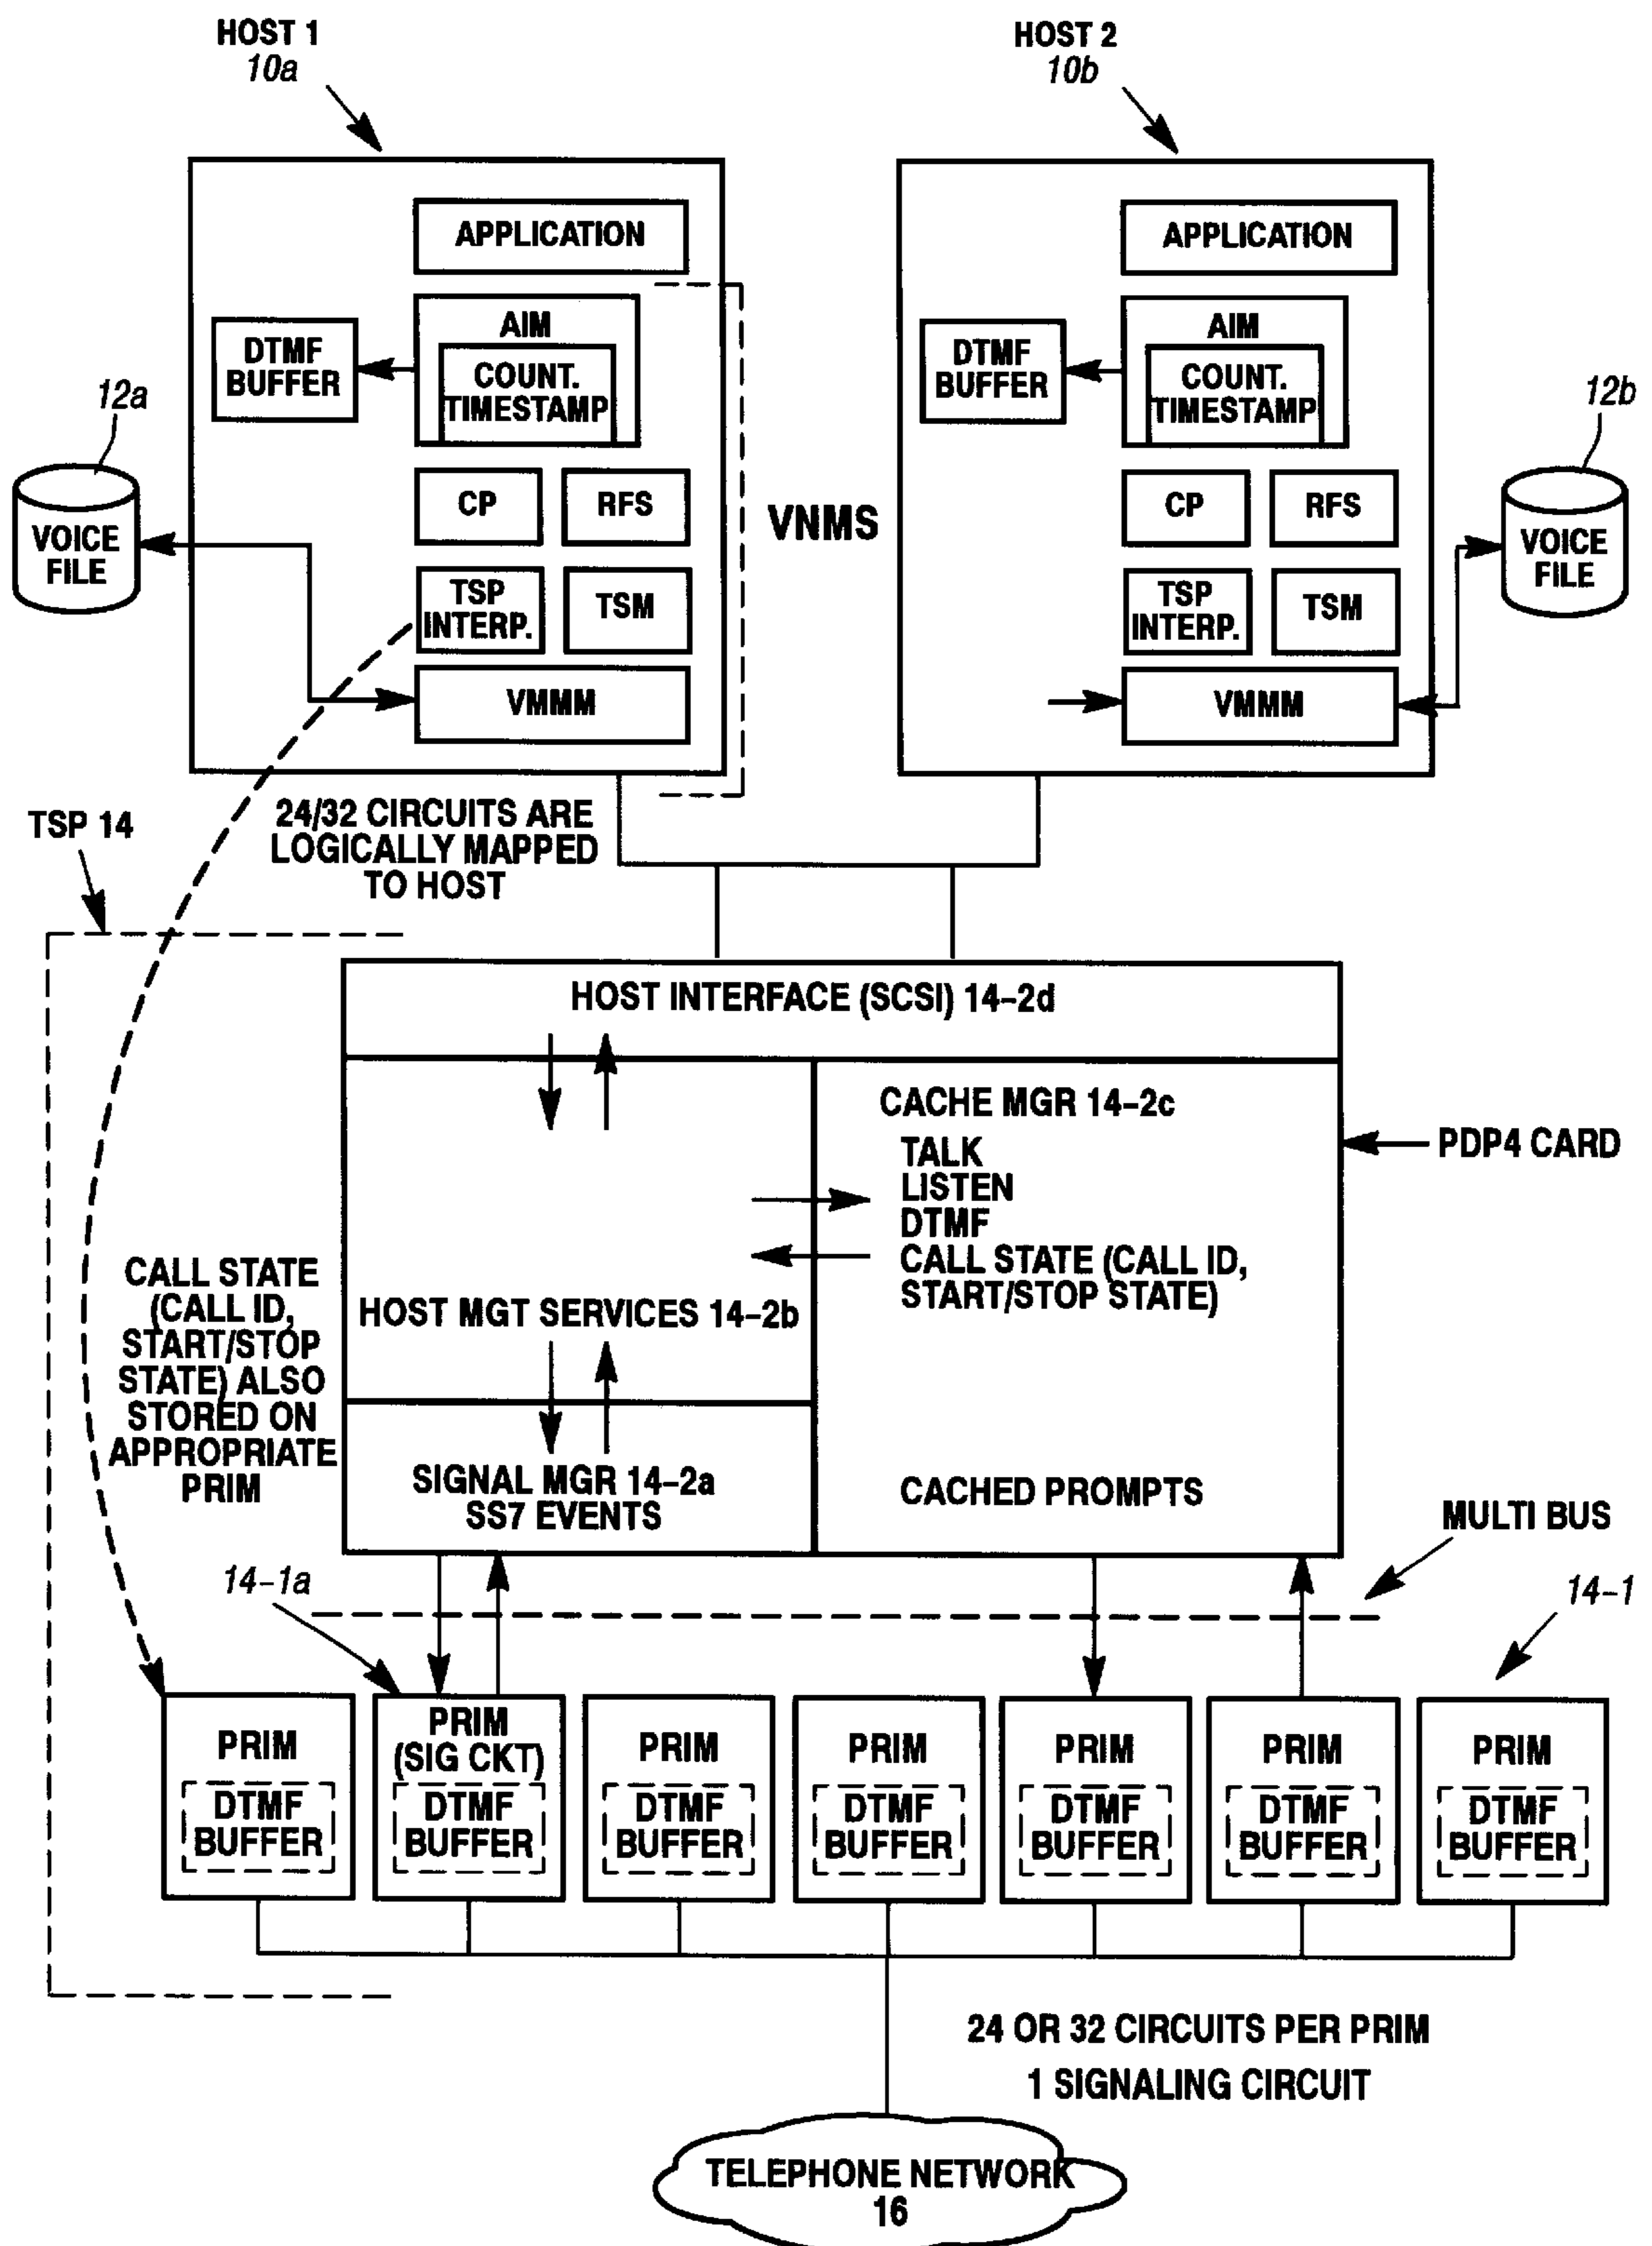 HOST 1
10a
HOST 2
10b
APPLICATION
AIM
COUNT.
TIMESTAMP
DTMF
BUFFER
12a
VOICE
FILE
CP
RFS
TSP
INTERP.
TSM
VMMM
VNMS
APPLICATION
AIM
COUNT.
TIMESTAMP
DTMF
BUFFER
12b
VOICE
FILE
CP
RFS
TSP
INTERP.
TSM
VMMM
TSP 14
24/32 CIRCUITS ARE
LOGICALLY MAPPED
TO HOST
HOST INTERFACE (SCSI) 14-2d
CACHE MGR 14-2c
TALK
LISTEN
DTMF
CALL STATE (CALL ID,
START/STOP STATE)
PDP4 CARD
CALL STATE
(CALL ID,
START/STOP
STATE) ALSO
STORED ON
APPROPRIATE
PRIM
HOST MGT SERVICES 14-2b
SIGNAL MGR 14-2a
SS7 EVENTS
CACHED PROMPTS
MULTI BUS
14-1a
14-1
PRIM
DTMF
BUFFER
PRIM
(SIG CKT)
DTMF
BUFFER
PRIM
DTMF
BUFFER
PRIM
DTMF
BUFFER
PRIM
DTMF
BUFFER
PRIM
DTMF
BUFFER
PRIM
DTMF
BUFFER
24 OR 32 CIRCUITS PER PRIM
1 SIGNALING CIRCUIT
TELEPHONE NETWORK
16